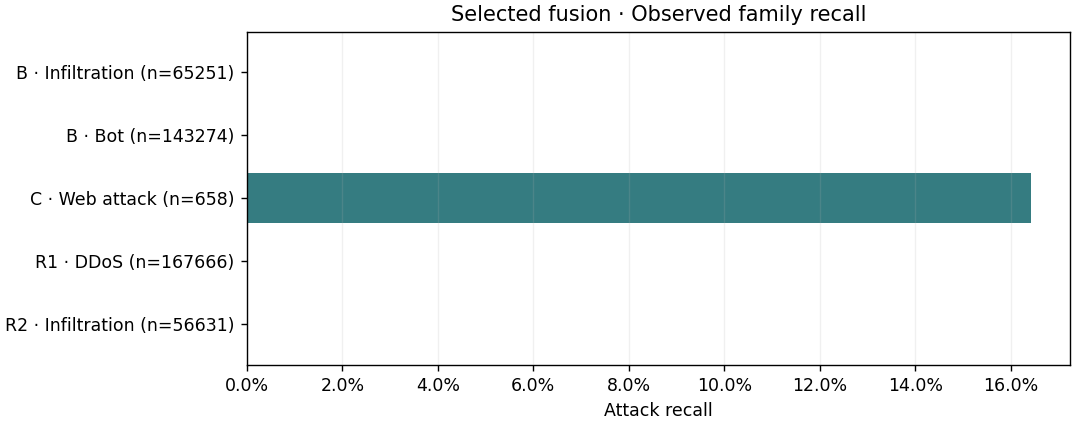 Selected fusion · Observed family recall
B · Infiltration (n=65251)
B · Bot (n=143274)
C · Web attack (n=658)
R1 · DDoS (n=167666)
R2 · Infiltration (n=56631)
0.0% 2.0% 4.0% 6.0% 8.0% 10.0% 12.0% 14.0% 16.0%
Attack recall